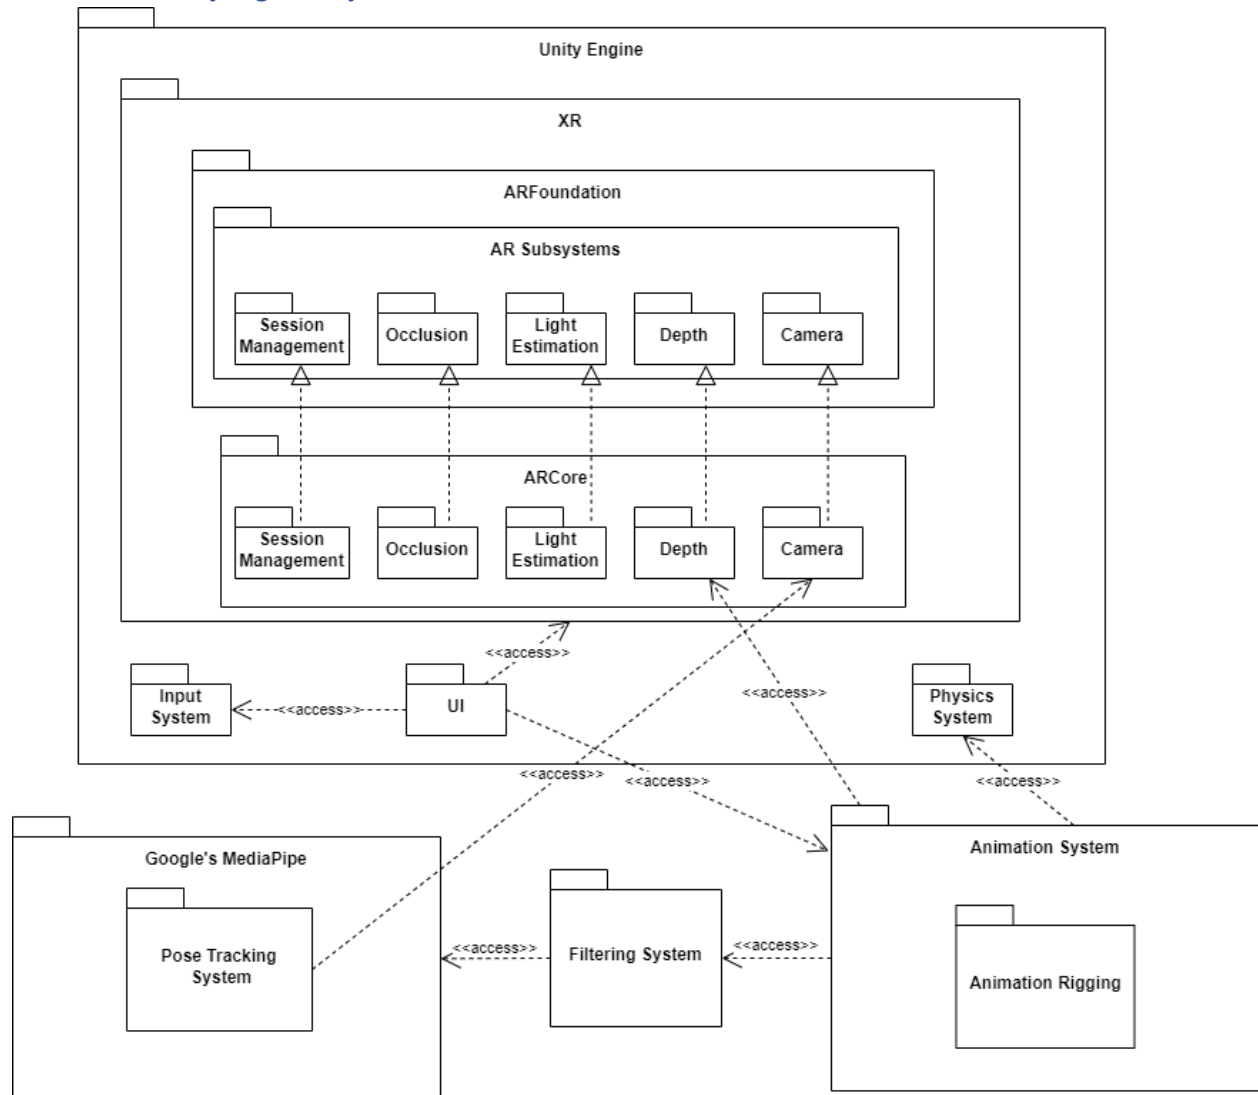 Unity Engine
XR
ARFoundation
AR Subsystems
Session
Management
Occlusion
Light
Estimation
Depth
Camera
ARCore
Session
Management
Occlusion
Light
Estimation
Depth
Camera
<<access>>
<<access>>
Input
System
<<access>>
UI
Physics
System
<<access>>
<<access>>
<<access>>
Google's MediaPipe
Animation System
Pose Tracking
System
<<access>>
Filtering System
<<access>>
Animation Rigging